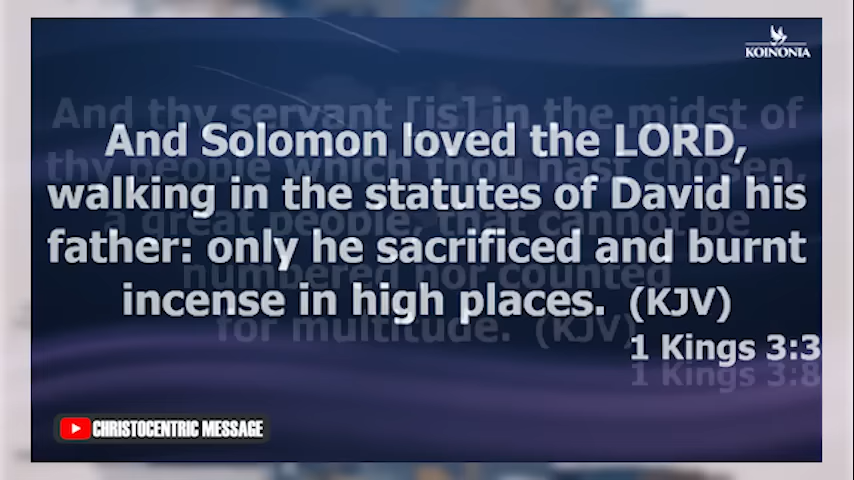 KOINONIA
And thy servant [is] in the midst of
And Solomon loved the LORD,
thy people which thou hast chosen,
walking in the statutes of David his
a great people, that cannot be
father: only he sacrificed and burnt
numbered nor counted
incense in high places. (KJV)
for multitude. (KJV)
1 Kings 3:3
1 Kings 3:8
CHRISTOCENTRIC MESSAGE